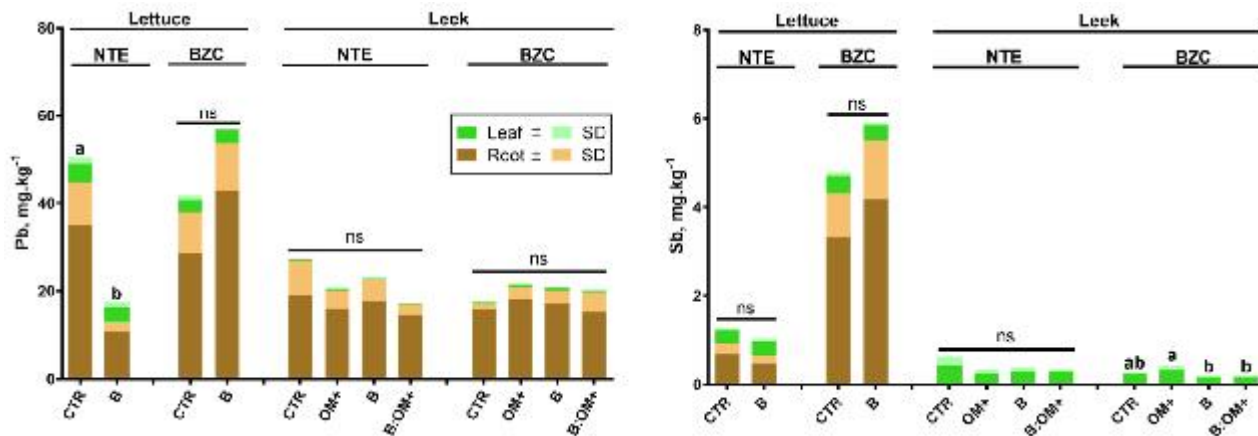 Lettuce Leek
NTE BZC NTE BZC
80
60
40
20
0
Pb, mg.kg-1
a
b
ns
ns
ns
Leaf ± SD
Root ± SD
CTR B CTR B CTR OM+ B B:OM+ CTR OM+ B B:OM+
Lettuce Leek
NTE BZC NTE BZC
8
6
4
2
0
Sb, mg.kg-1
ns
ns
ns
ab a b b
CTR B CTR B CTR OM+ B B:OM+ CTR OM+ B B:OM+